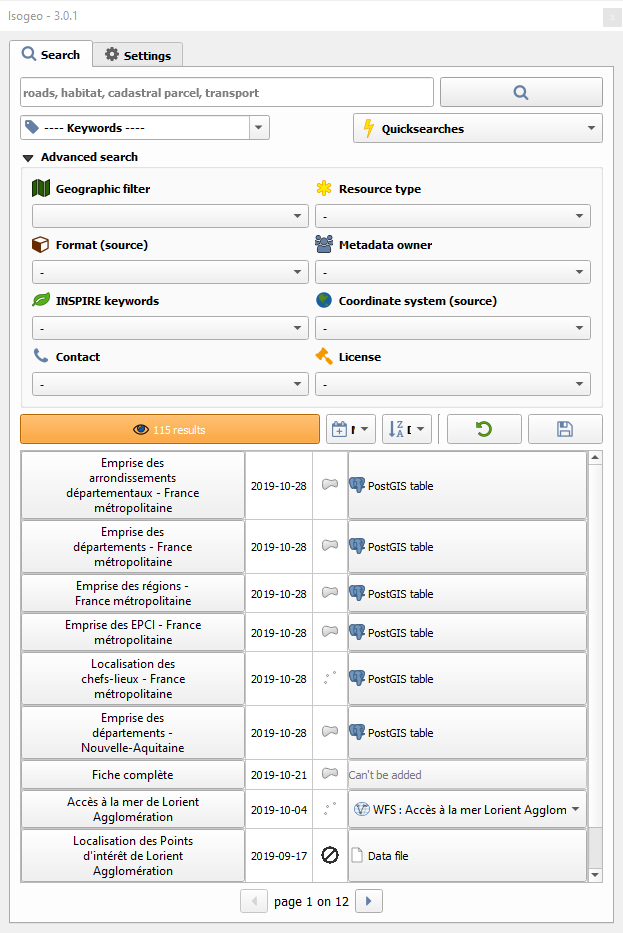 Isogeo - 3.0.1
Search Settings
roads, habitat, cadastral parcel, transport
---- Keywords ---- Quicksearches
Advanced search
Geographic filter Resource type
- 
Format (source) Metadata owner
- -
INSPIRE keywords Coordinate system (source)
- -
Contact License
- -
115 results
Emprise des
arrondissements
départementaux - France
métropolitaine
2019-10-28
PostGIS table
Emprise des
départements - France
métropolitaine
2019-10-28
PostGIS table
Emprise des régions -
France métropolitaine
2019-10-28
PostGIS table
Emprise des EPCI - France
métropolitaine
2019-10-28
PostGIS table
Localisation des
chefs-lieux - France
métropolitaine
2019-10-28
PostGIS table
Emprise des
départements -
Nouvelle-Aquitaine
2019-10-28
PostGIS table
Fiche complète
2019-10-21
Can't be added
Accès à la mer de Lorient
Agglomération
2019-10-04
WFS : Accès à la mer Lorient Agglom
Localisation des Points
d'intérêt de Lorient
Agglomération
2019-09-17
Data file
page 1 on 12